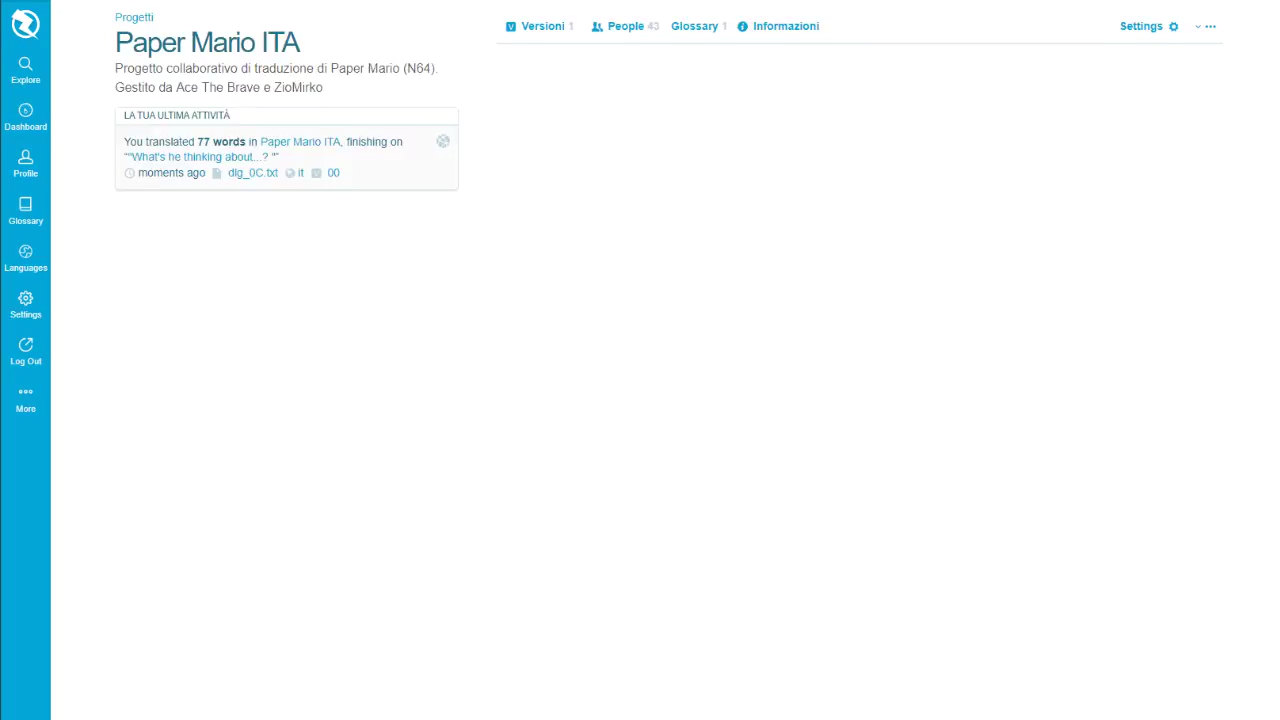 Explore
Dashboard
Profile
Glossary
Languages
Settings
Log Out
More
Progetti
Paper Mario ITA
Progetto collaborativo di traduzione di Paper Mario (N64).
Gestito da Ace The Brave e ZioMirko
LA TUA ULTIMA ATTIVITÀ
You translated 77 words in Paper Mario ITA, finishing on
""What's he thinking about...? ""
moments ago dlg_0C.txt it 00
Versioni 1 People 43 Glossary 1 Informazioni Settings